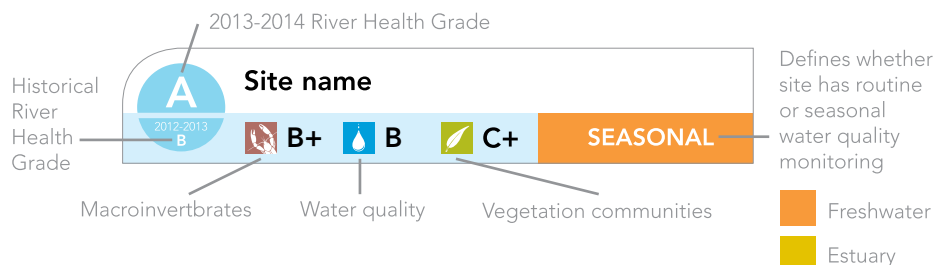 2013-2014 River Health Grade
Historical
River
Health
Grade
A
2012-2013
B
Site name
B+
B
C+
SEASONAL
Defines whether
site has routine
or seasonal
water quality
monitoring
Macroinvertbrates
Water quality
Vegetation communities
Freshwater
Estuary